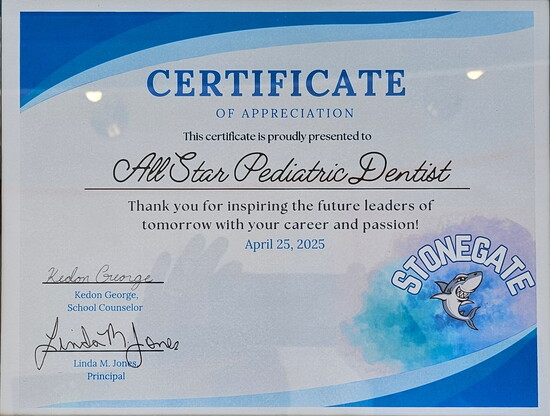 CERTIFICATE
OF APPRECIATION
This certificate is proudly presented to
All Star Pediatric Dentist
Thank you for inspiring the future leaders of
tomorrow with your career and passion!
April 25, 2025
STONEGATE
Kedon George
Kedon George,
School Counselor
Linda M. Jones
Linda M. Jones,
Principal